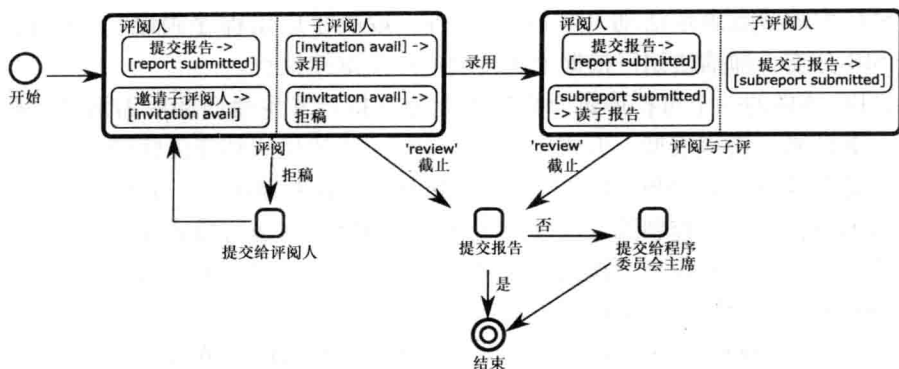 评阅人
子评阅人
提交报告->
[report submitted]
[invitation avail] ->
录用
邀请子评阅人->
[invitation avail]
[invitation avail] ->
拒稿
开始
评阅
录用
评阅人
子评阅人
提交报告->
[report submitted]
提交子报告->
[subreport submitted]
[subreport submitted]
-> 读子报告
评阅与子评
拒稿
'review'
截止
'review'
截止
提交给评阅人
提交报告
否
提交给程序
委员会主席
是
结束